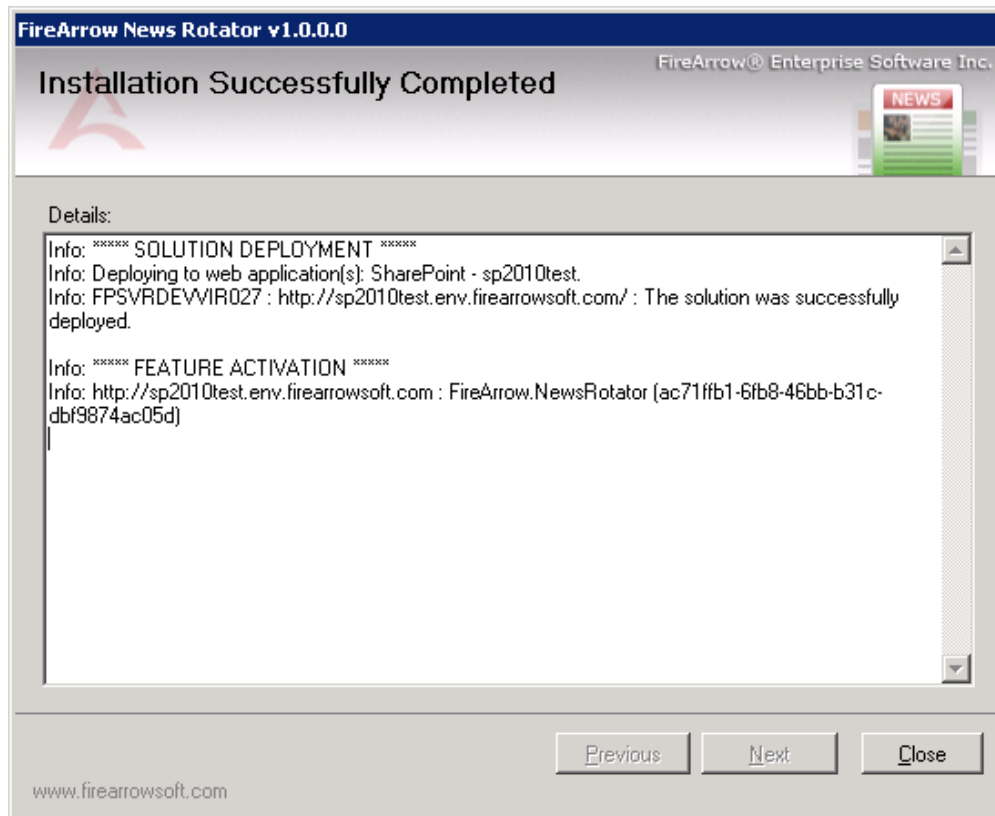 FireArrow News Rotator v1.0.0.0
FireArrow® Enterprise Software Inc.
Installation Successfully Completed
NEWS
Details:
Info: ***** SOLUTION DEPLOYMENT *****
Info: Deploying to web application(s): SharePoint - sp2010test.
Info: FPSVRDEVVIR027 : http://sp2010test.env.firearrowsoft.com/ : The solution was successfully
deployed.
Info: ***** FEATURE ACTIVATION *****
Info: http://sp2010test.env.firearrowsoft.com : FireArrow.NewsRotator (ac71ffb1-6fb8-46bb-b31c-
dbf9874ac05d)
Previous
Next
Close
www.firearrowsoft.com